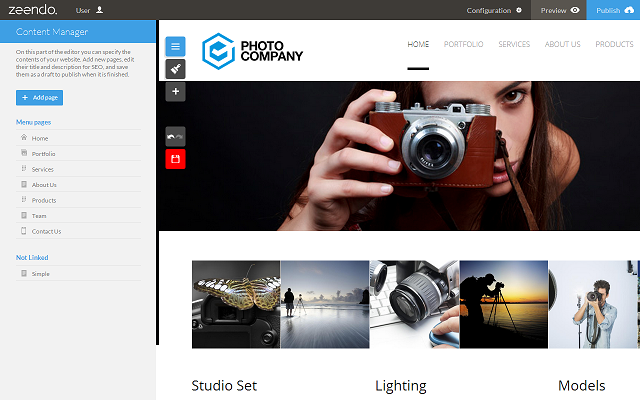 zeendo.
User
Configuration
Preview
Publish
Content Manager
On this part of the editor you can specify the
contents of your website. Add new pages, edit
their title and description for SEO, and save
them as a draft to publish when it is finished.
+ Add page
Menu pages
Home
Portfolio
Services
About Us
Products
Team
Contact Us
Not Linked
Simple
PHOTO
COMPANY
HOME PORTFOLIO SERVICES ABOUT US PRODUCTS
Studio Set
Lighting
Models